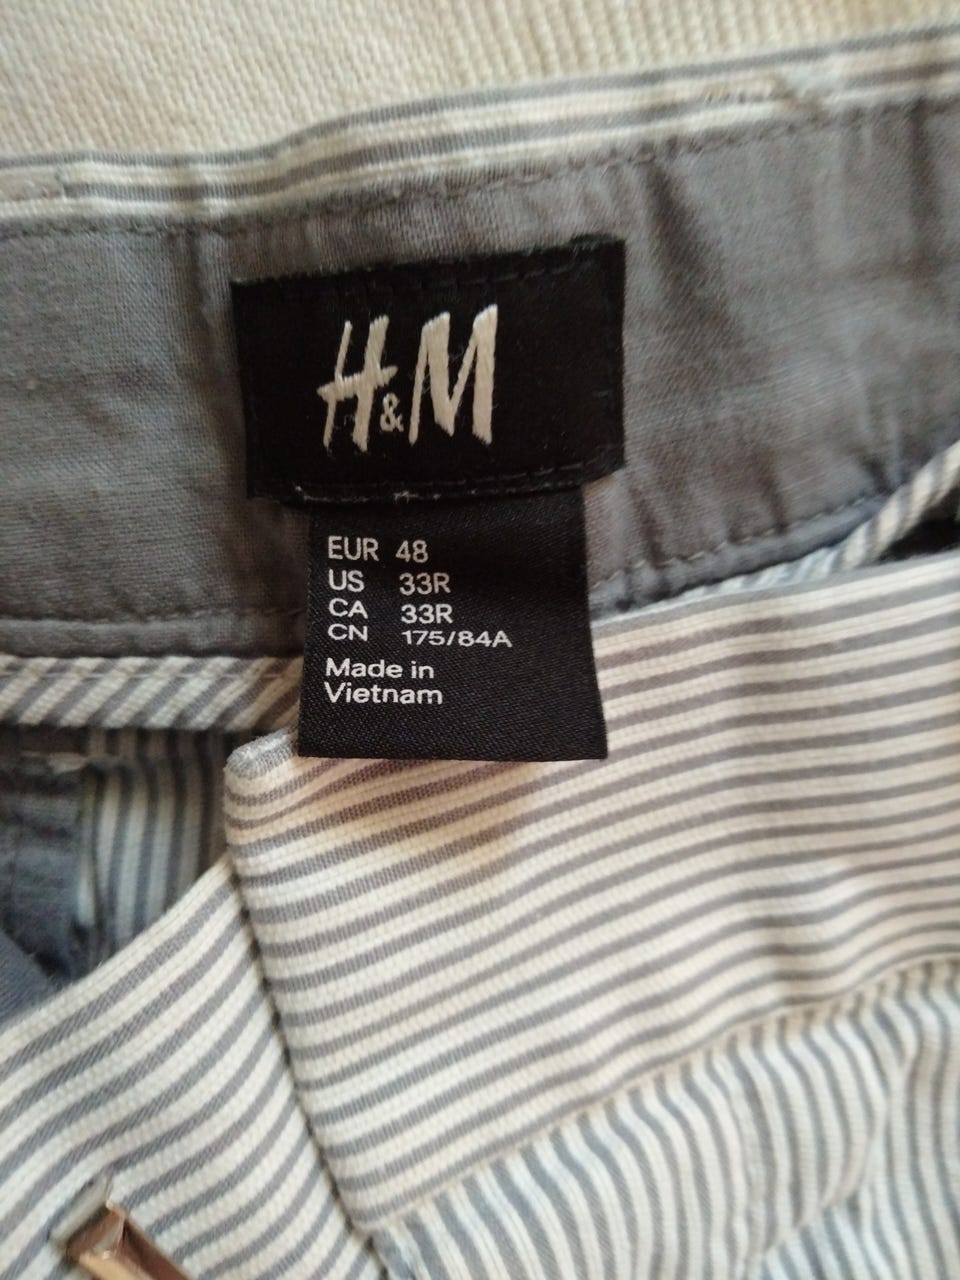 H&M
EUR 48
US 33R
CA 33R
CN 175/84A
Made in
Vietnam